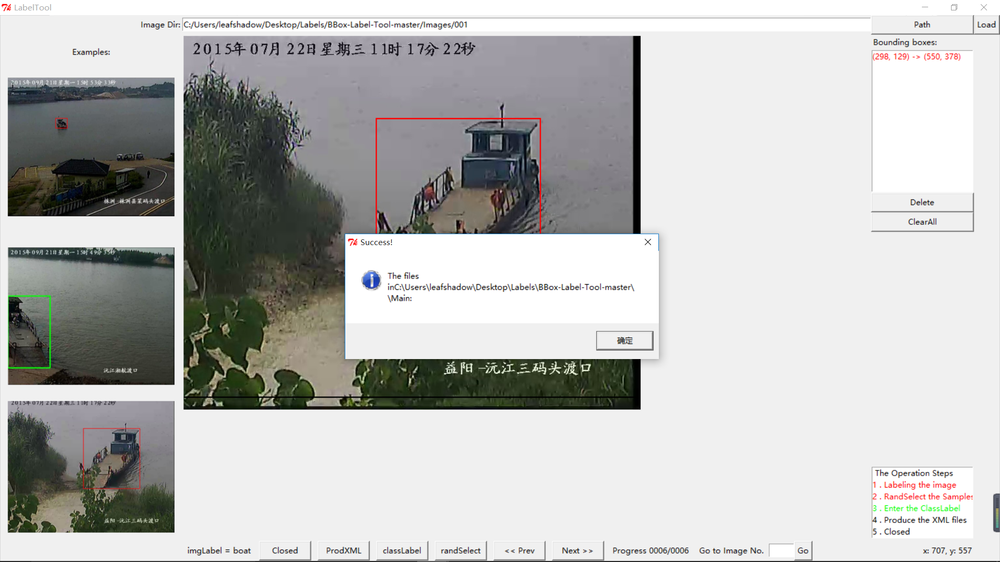 LabelTool
Image Dir: C:/Users/leafshadow/Desktop/Labels/BBox-Label-Tool-master/Images/001
Path
Load
Examples:
2015年09月21日星期一 15时53分33秒
株洲-株洲县菜码头渡口
2015年09月21日星期一 15时49分35秒
沅江湘航渡口
2015年07月22日星期三 11时17分22秒
益阳-沅江三码头渡口
2015年07月22日星期三 11时17分22秒
益阳-沅江三码头渡口
Success!
The files
inC:\Users\leafshadow\Desktop\Labels\BBox-Label-Tool-master\
\Main:
确定
Bounding boxes:
(298, 129) -> (550, 378)
Delete
ClearAll
The Operation Steps
1 . Labeling the image
2 . RandSelect the Samples
3 . Enter the ClassLabel
4 . Produce the XML files
5 . Closed
imgLabel = boat
Closed
ProdXML
classLabel
randSelect
<< Prev
Next >>
Progress 0006/0006
Go to Image No.
Go
x: 707, y: 557